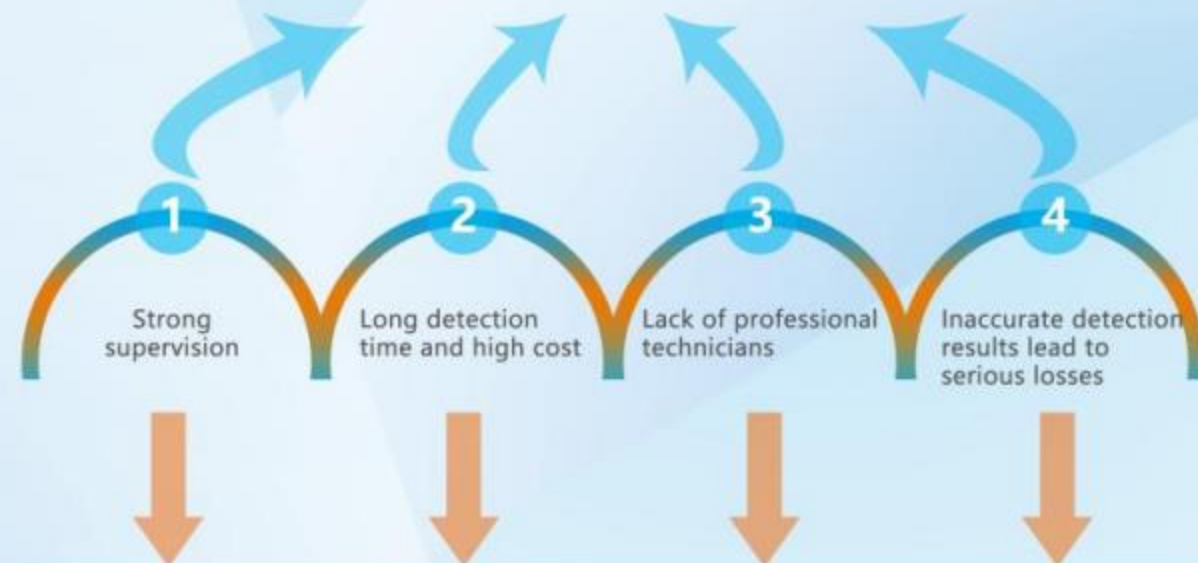 1
2
3
4
Strong
supervision
Long detection
time and high cost
Lack of professional
technicians
Inaccurate detection
results lead to
serious losses